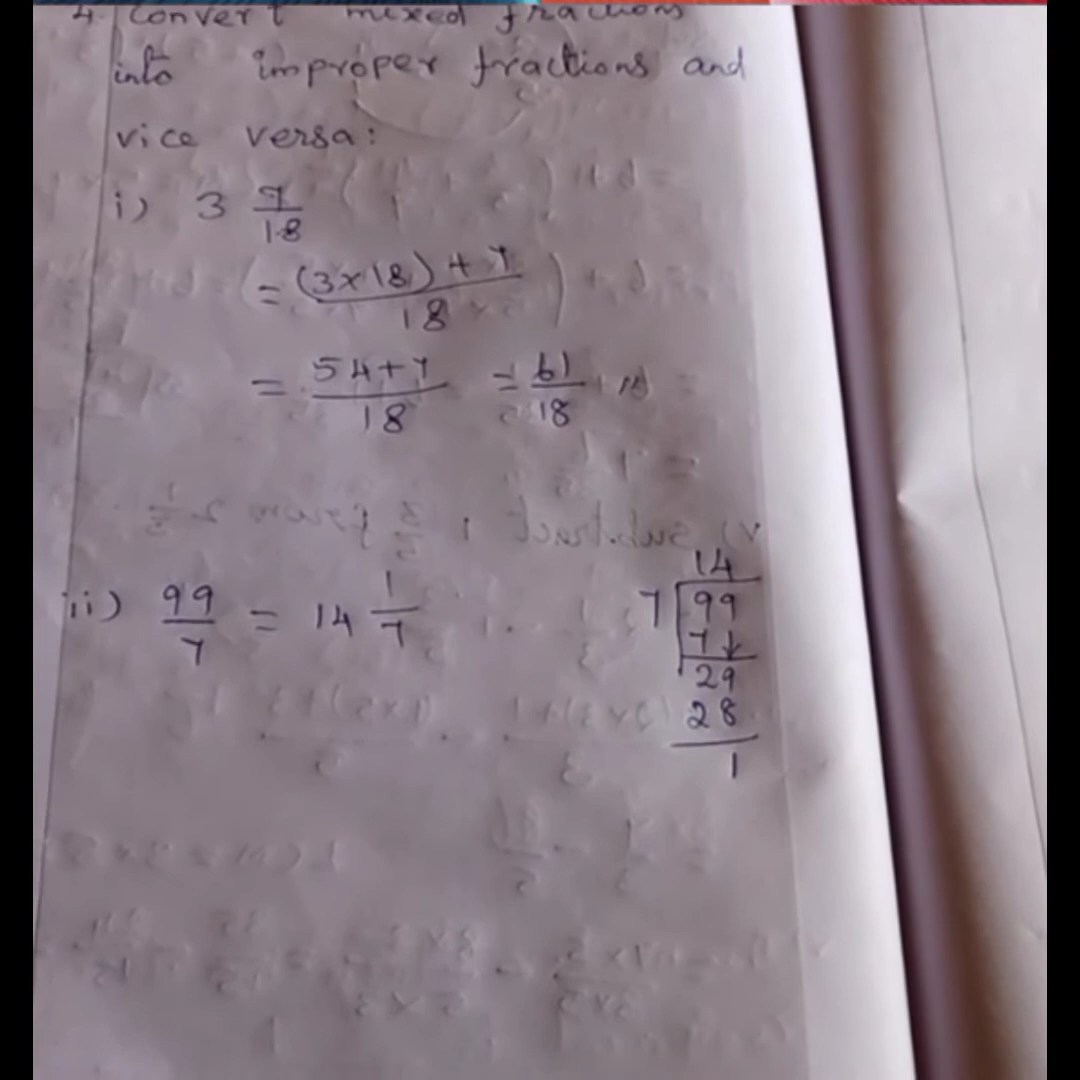 4. Convert mixed fractions
into improper fractions and
vice versa:
i) 3 7/18
= (3×18) + 7 / 18
= 54+7 / 18 = 61/18 //
ii) 99/7 = 14 1/7
14
7 99
7↓
29
28
1